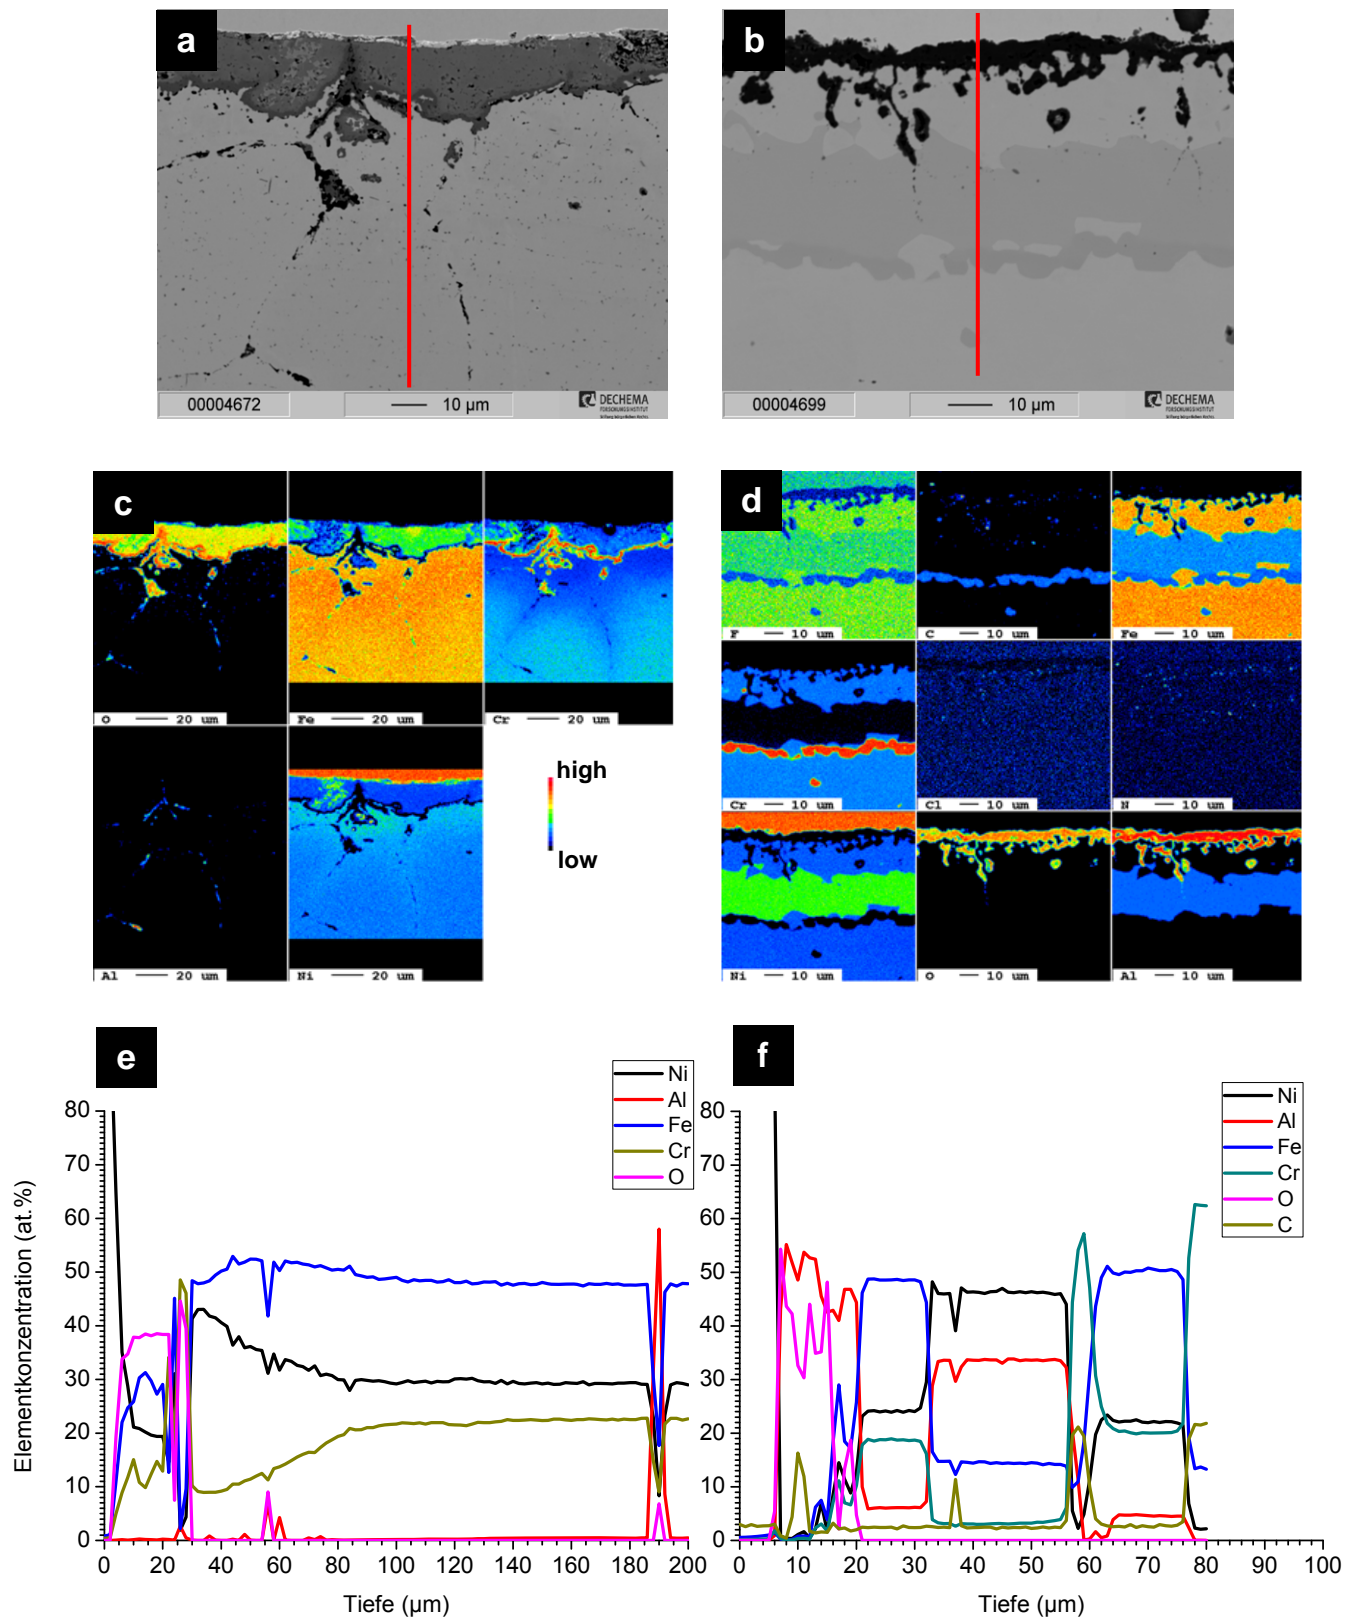 a
00004672
10 µm
DECHEMA
FORSCHUNGSINSTITUT
b
00004699
10 µm
DECHEMA
FORSCHUNGSINSTITUT
c
O 20 um
Fe 20 um
Cr 20 um
Al 20 um
Ni 20 um
high
low
d
F 10 um
C 10 um
Fe 10 um
Cr 10 um
Cl 10 um
N 10 um
Ni 10 um
O 10 um
Al 10 um
e
Ni
Al
Fe
Cr
O
80
70
60
50
40
30
20
10
0
0 20 40 60 80 100 120 140 160 180 200
Elementkonzentration (at.%)
Tiefe (µm)
f
Ni
Al
Fe
Cr
O
C
80
70
60
50
40
30
20
10
0
0 10 20 30 40 50 60 70 80 90 100
Tiefe (µm)